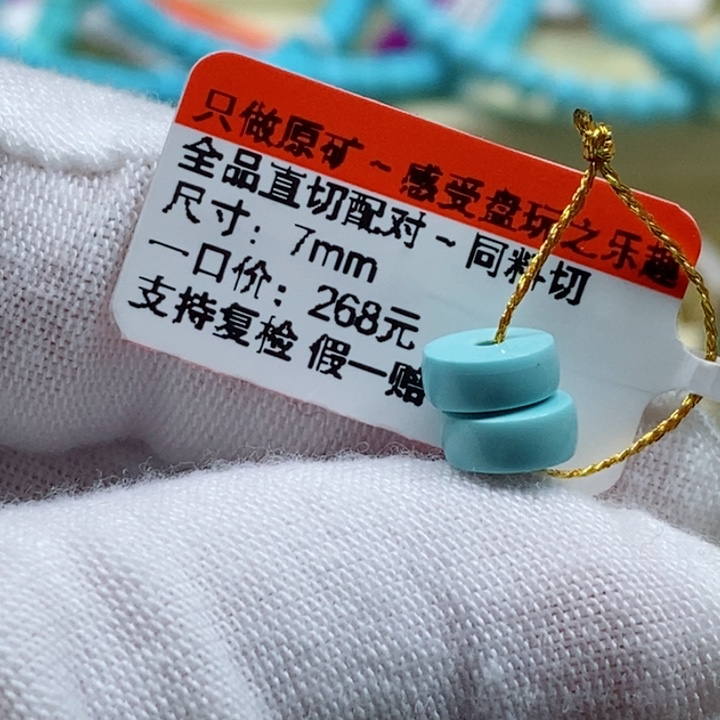 只做原矿~感受盘玩之乐趣
全品直切配对~同料切
尺寸：7mm
一口价：268元
支持复检 假一赔